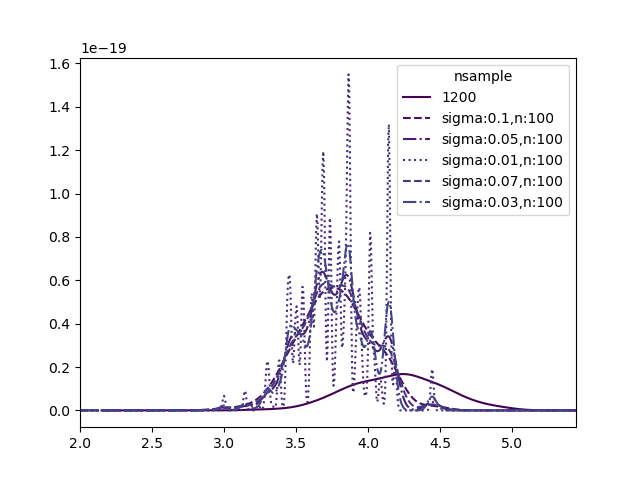 1e−19
1.6
1.4
1.2
1.0
0.8
0.6
0.4
0.2
0.0
2.0 2.5 3.0 3.5 4.0 4.5 5.0
nsample
1200
sigma:0.1,n:100
sigma:0.05,n:100
sigma:0.01,n:100
sigma:0.07,n:100
sigma:0.03,n:100